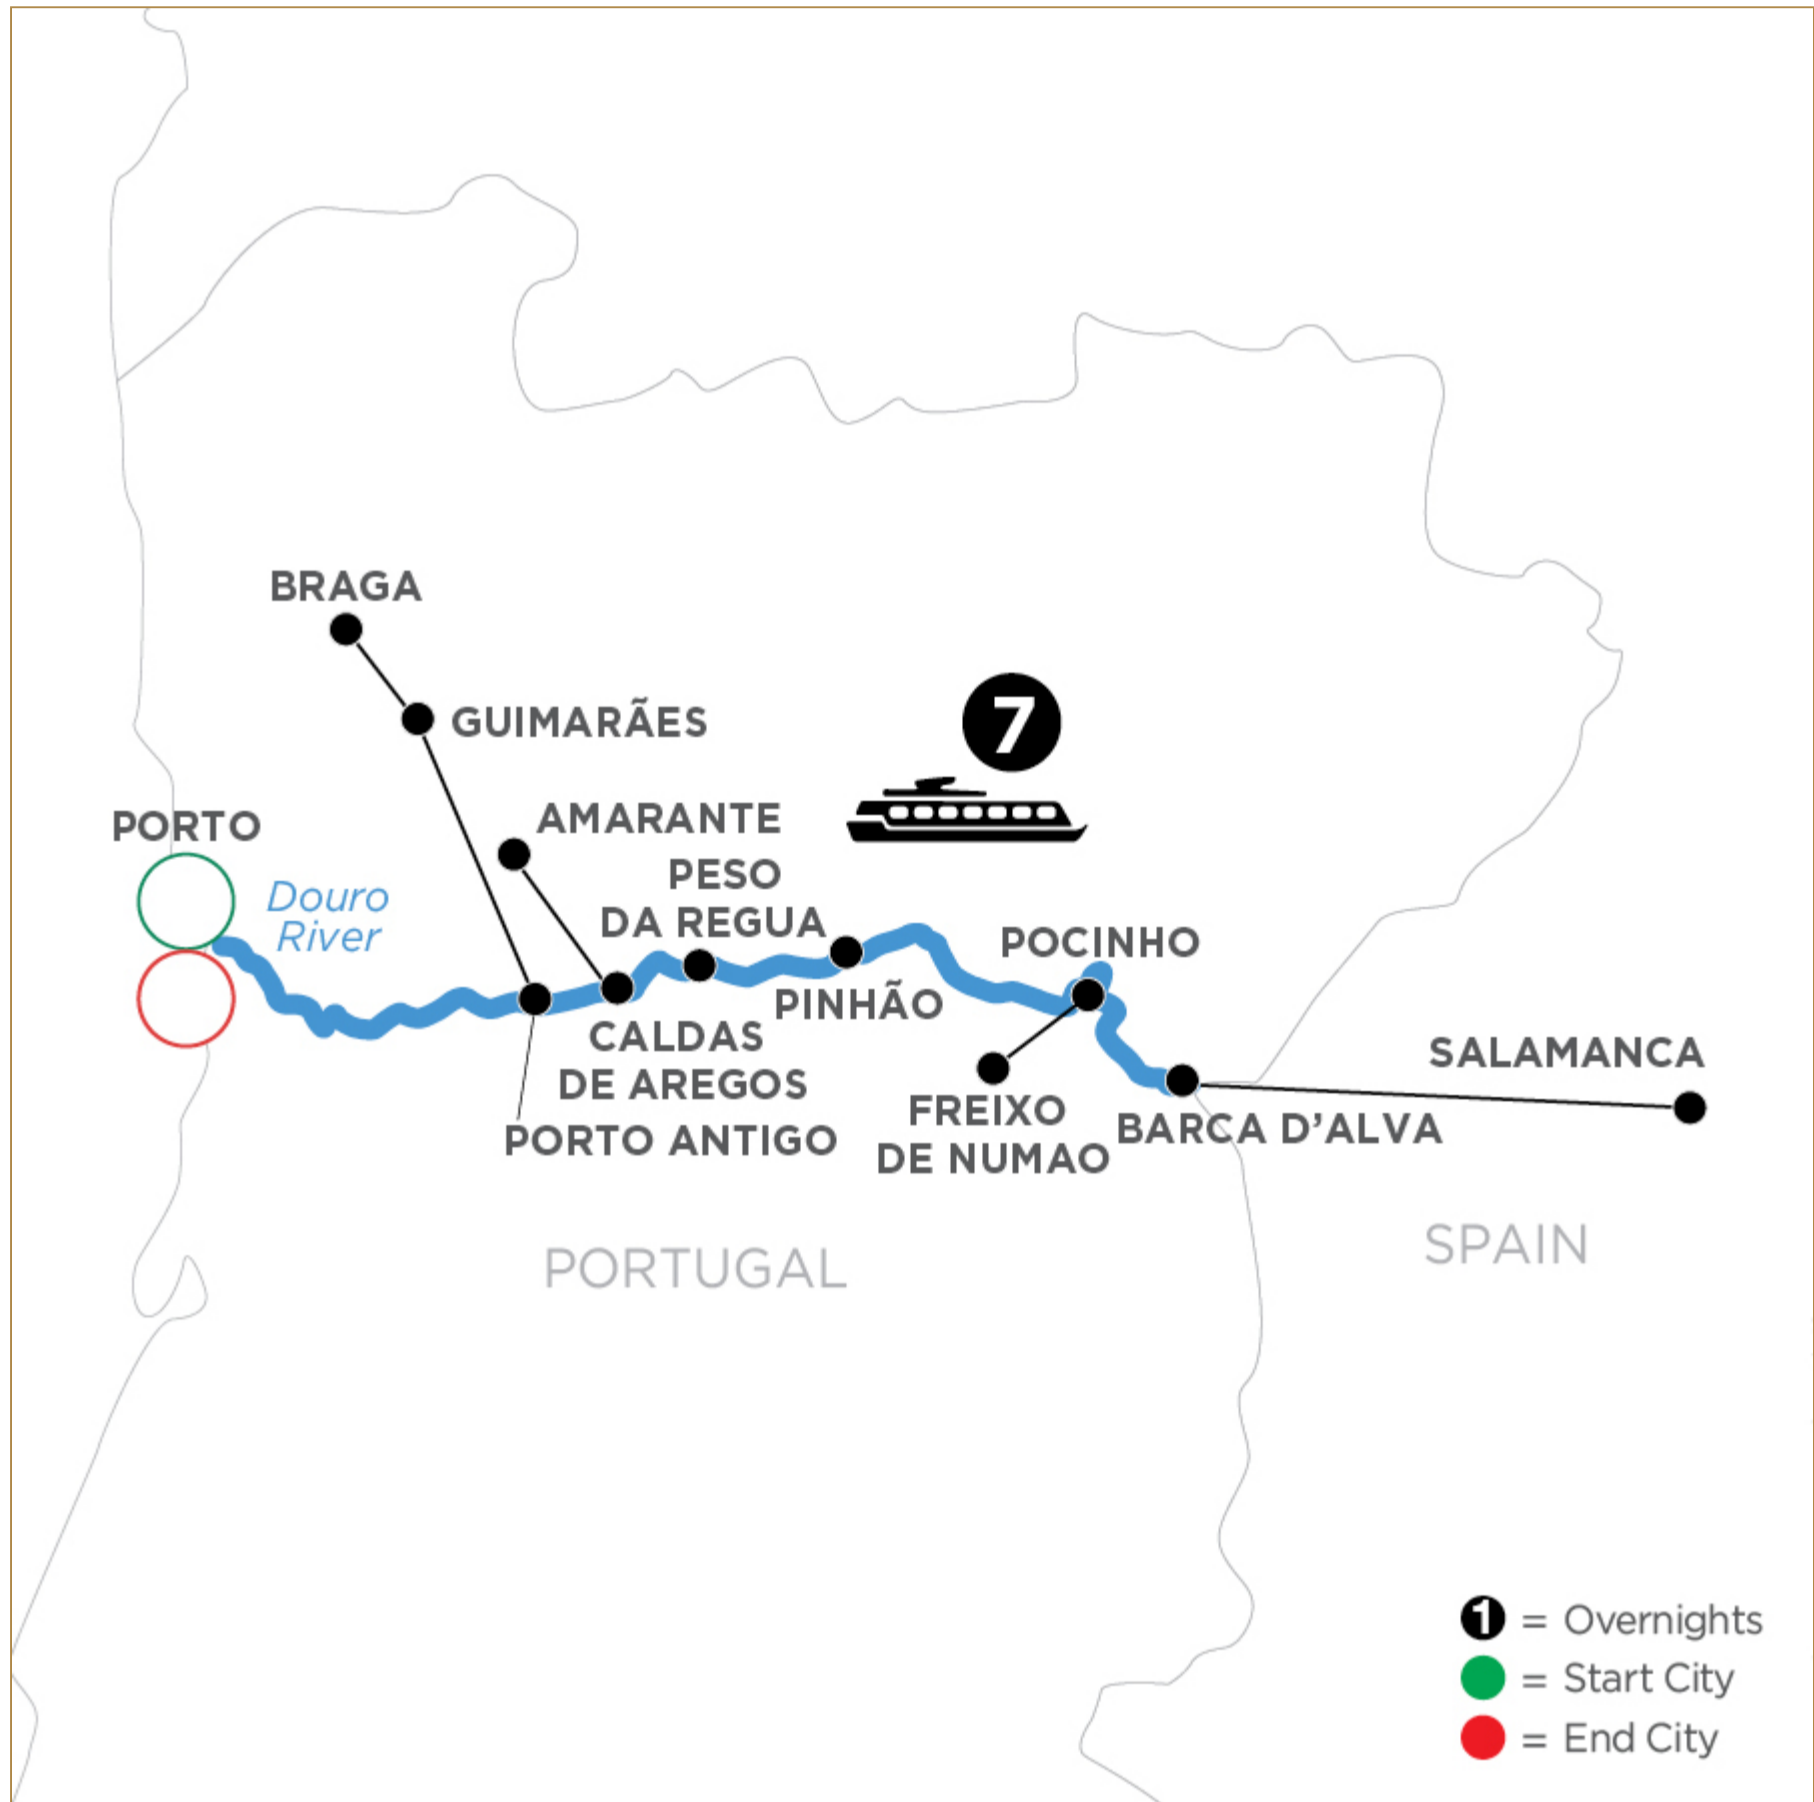 BRAGA
GUIMARÃES
7
AMARANTE
PORTO
PESO
DA REGUA
Douro
River
POCINHO
PINHÃO
CALDAS
DE AREGOS
SALAMANCA
FREIXO
DE NUMAO
BARCA D’ALVA
PORTO ANTIGO
PORTUGAL
SPAIN
1 = Overnights
= Start City
= End City